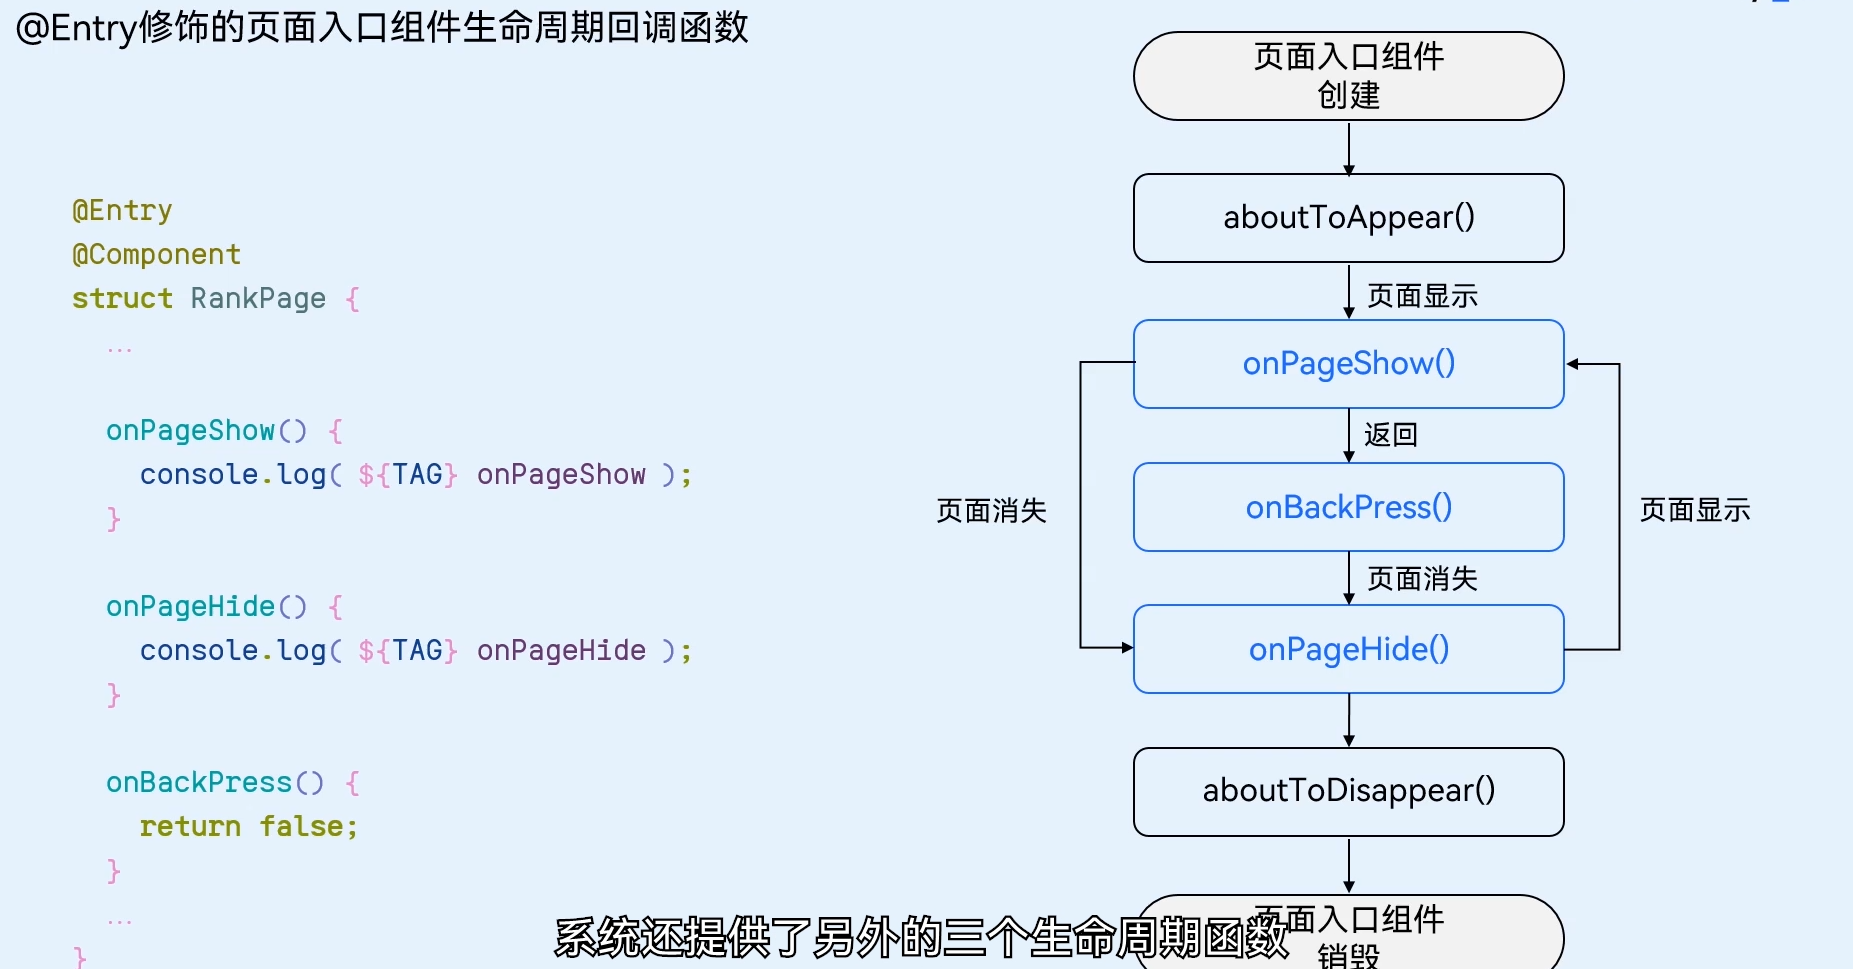 @Entry修饰的页面入口组件生命周期回调函数
@Entry
@Component
struct RankPage {
...
onPageShow() {
console.log( ${TAG} onPageShow );
}
onPageHide() {
console.log( ${TAG} onPageHide );
}
onBackPress() {
return false;
}
...
}
页面入口组件
创建
aboutToAppear()
页面显示
onPageShow()
返回
页面消失
onBackPress()
页面显示
页面消失
onPageHide()
aboutToDisappear()
页面入口组件
销毁
系统还提供了另外的三个生命周期函数